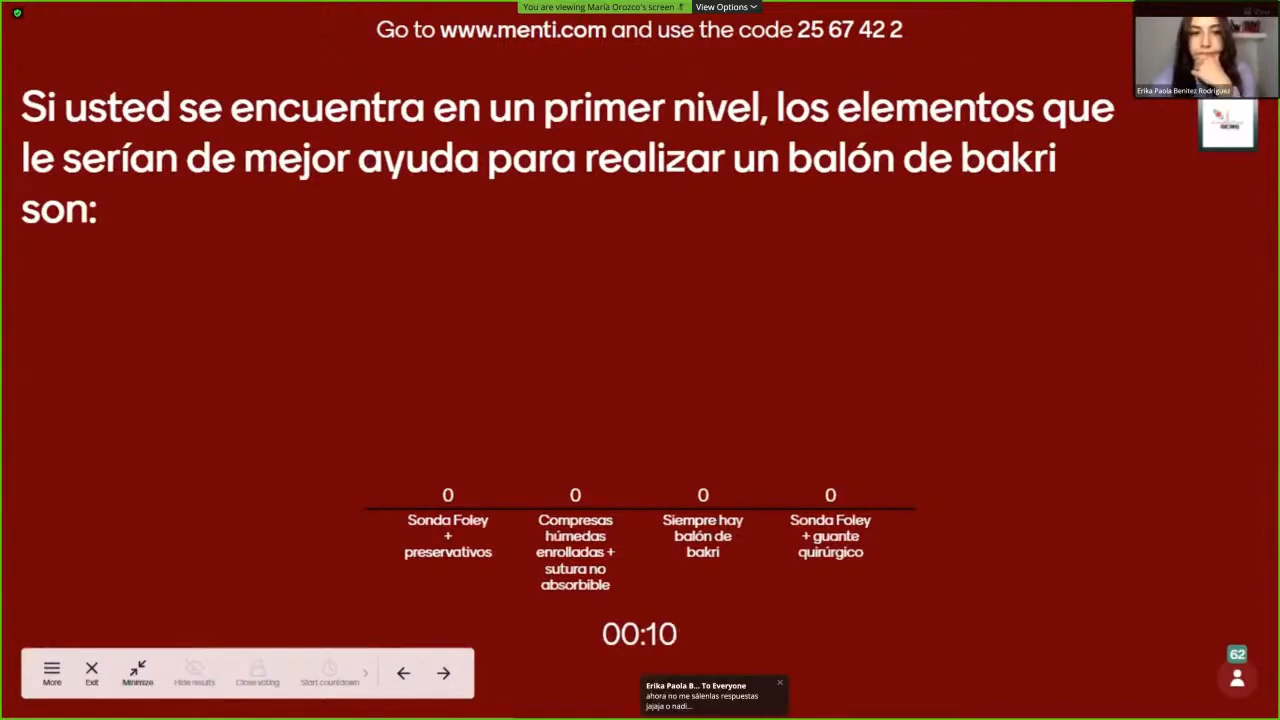 You are viewing María Orozco's screen
View Options
View
Go to www.menti.com and use the code 25 67 42 2
Erika Paola Benitez Rodriguez
Si usted se encuentra en un primer nivel, los elementos que
le serían de mejor ayuda para realizar un balón de bakri
son:
0
0
0
0
Sonda Foley
+
preservativos
Compresas
húmedas
enrolladas +
sutura no
absorbible
Siempre hay
balón de
bakri
Sonda Foley
+ guante
quirúrgico
00:10
More
Exit
Minimize
Hide results
Close voting
Start countdown
62
Erika Paola B... To Everyone
ahora no me sálenlas respuestas
jajaja o nadi...